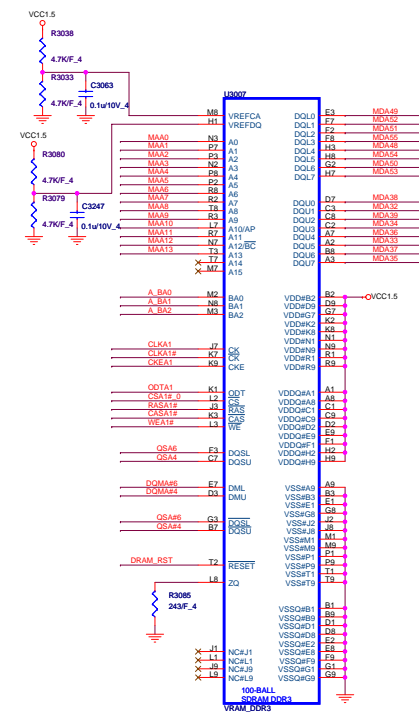 VCC1.5
R3038
4.7K/F_4
R3033
4.7K/F_4
C3063
0.1u/10V_4
VCC1.5
R3080
4.7K/F_4
R3079
4.7K/F_4
C3247
0.1u/10V_4
U3007
M8 VREFCA
H1 VREFDQ
MAA0 N3 A0
MAA1 P7 A1
MAA2 P3 A2
MAA3 N2 A3
MAA4 P8 A4
MAA5 P2 A5
MAA6 R8 A6
MAA7 R2 A7
MAA8 T8 A8
MAA9 R3 A9
MAA10 L7 A10/AP
MAA11 R7 A11
MAA12 N7 A12/BC
MAA13 T3 A13
T7 A14
M7 A15
A_BA0 M2 BA0
A_BA1 N8 BA1
A_BA2 M3 BA2
CLKA1 J7 CK
CLKA1# K7 CK
CKEA1 K9 CKE
ODTA1 K1 ODT
CSA1#_0 L2 CS
RASA1# J3 RAS
CASA1# K3 CAS
WEA1# L3 WE
QSA6 F3 DQSL
QSA4 C7 DQSU
DQMA#6 E7 DML
DQMA#4 D3 DMU
QSA#6 G3 DQSL
QSA#4 B7 DQSU
DRAM_RST T2 RESET
L8 ZQ
R3085
243/F_4
J1 NC#J1
L1 NC#L1
J9 NC#J9
L9 NC#L9
DQL0 E3 MDA49
DQL1 F7 MDA52
DQL2 F2 MDA51
DQL3 F8 MDA55
DQL4 H3 MDA48
DQL5 H8 MDA54
DQL6 G2 MDA50
DQL7 H7 MDA53
DQU0 D7 MDA38
DQU1 C3 MDA32
DQU2 C8 MDA39
DQU3 C2 MDA34
DQU4 A7 MDA36
DQU5 A2 MDA33
DQU6 B8 MDA37
DQU7 A3 MDA35
VDD#B2 B2 VCC1.5
VDD#D9 D9
VDD#G7 G7
VDD#K2 K2
VDD#K8 K8
VDD#N1 N1
VDD#N9 N9
VDD#R1 R1
VDD#R9 R9
VDDQ#A1 A1
VDDQ#A8 A8
VDDQ#C1 C1
VDDQ#C9 C9
VDDQ#D2 D2
VDDQ#E9 E9
VDDQ#F1 F1
VDDQ#H2 H2
VDDQ#H9 H9
VSS#A9 A9
VSS#B3 B3
VSS#E1 E1
VSS#G8 G8
VSS#J2 J2
VSS#J8 J8
VSS#M1 M1
VSS#M9 M9
VSS#P1 P1
VSS#P9 P9
VSS#T1 T1
VSS#T9 T9
VSSQ#B1 B1
VSSQ#B9 B9
VSSQ#D1 D1
VSSQ#D8 D8
VSSQ#E2 E2
VSSQ#E8 E8
VSSQ#F9 F9
VSSQ#G1 G1
VSSQ#G9 G9
100-BALL
SDRAM DDR3
VRAM_DDR3